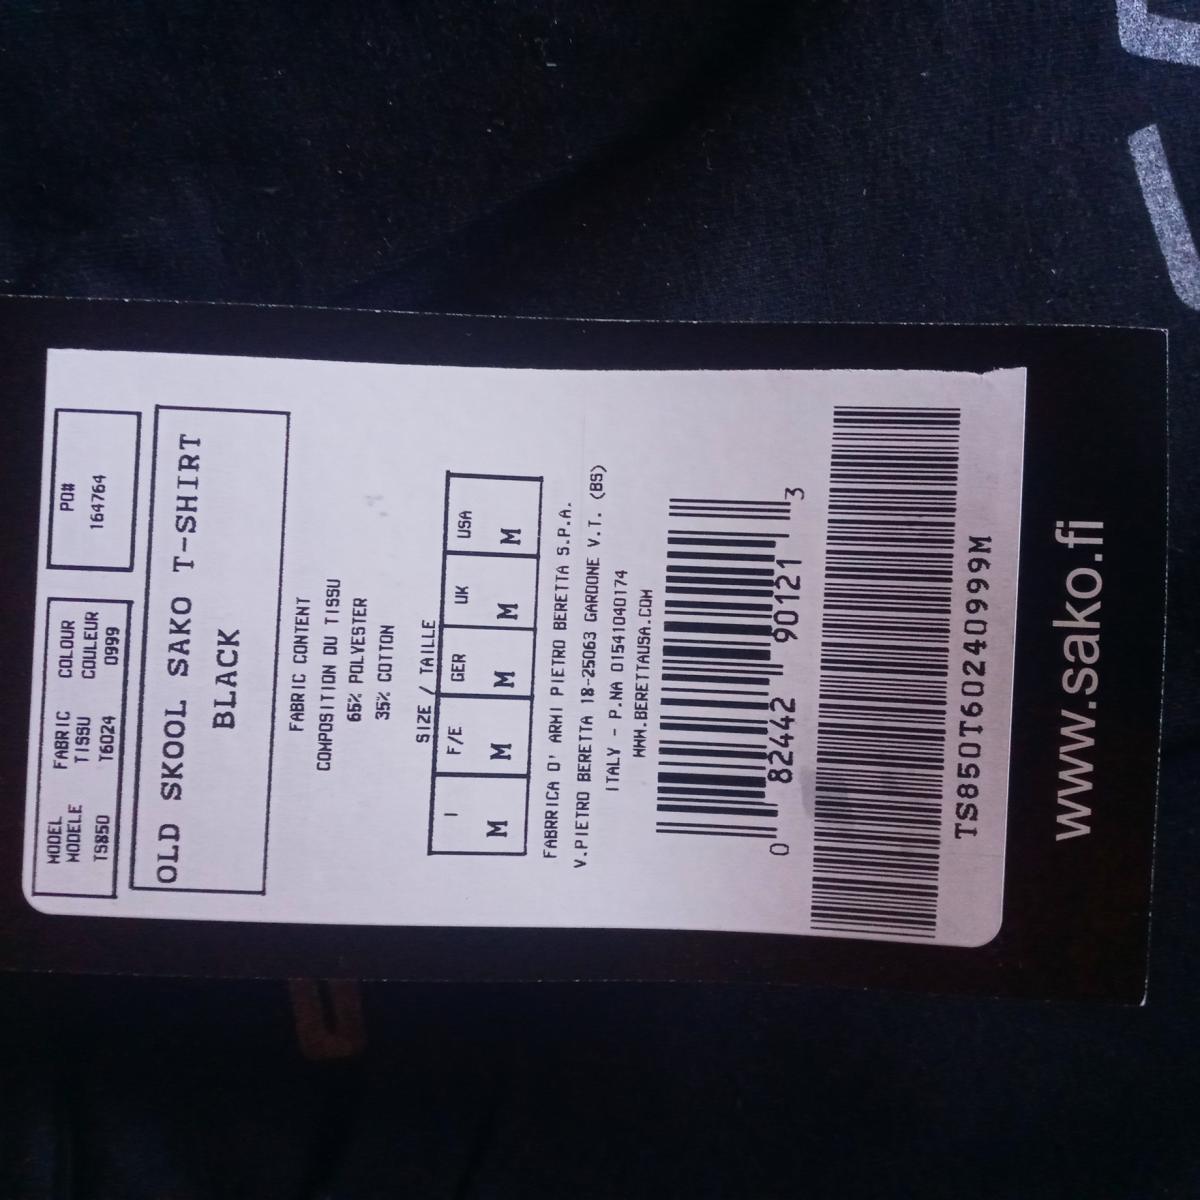 MODEL FABRIC COLOUR
MODELE TISSU COULEUR
TS850 T6024 0999
PO#
164764
OLD SKOOL SAKO T-SHIRT
BLACK
FABRIC CONTENT
COMPOSITION DU TISSU
65% POLYESTER
35% COTTON
SIZE / TAILLE
I F/E GER UK USA
M M M M M
FABRRICA D' ARMI PIETRO BERETTA S.P.A.
V.PIETRO BERETTA 18-25063 GARDONE V.T. (BS)
ITALY - P.NA 01541040174
WWW.BERETTAUSA.COM
0 82442 90121 3
TS850T60240999M
www.sako.fi